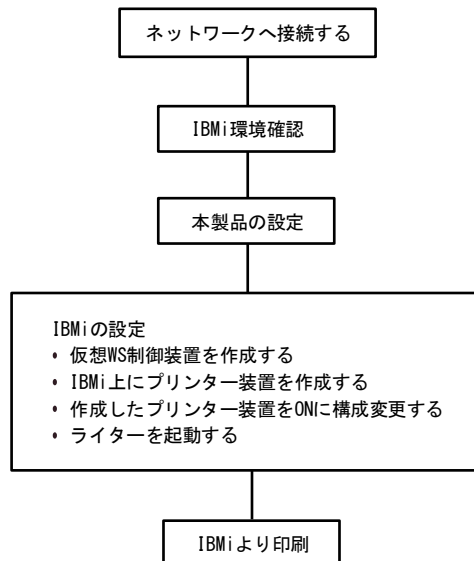 ネットワークへ接続する
IBMi環境確認
本製品の設定
IBMiの設定
• 仮想WS制御装置を作成する
• IBMi上にプリンター装置を作成する
• 作成したプリンター装置をONに構成変更する
• ライターを起動する
IBMiより印刷